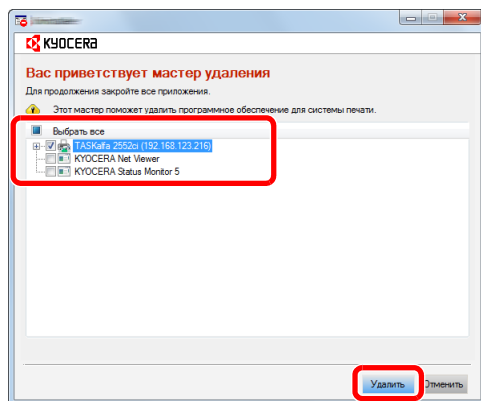 KYOCERA
Вас приветствует мастер удаления
Для продолжения закройте все приложения.
Этот мастер поможет удалить программное обеспечение для системы печати.
Выбрать все
TASKalfa 2552ci (192.168.123.216)
KYOCERA Net Viewer
KYOCERA Status Monitor 5
Удалить Отменить